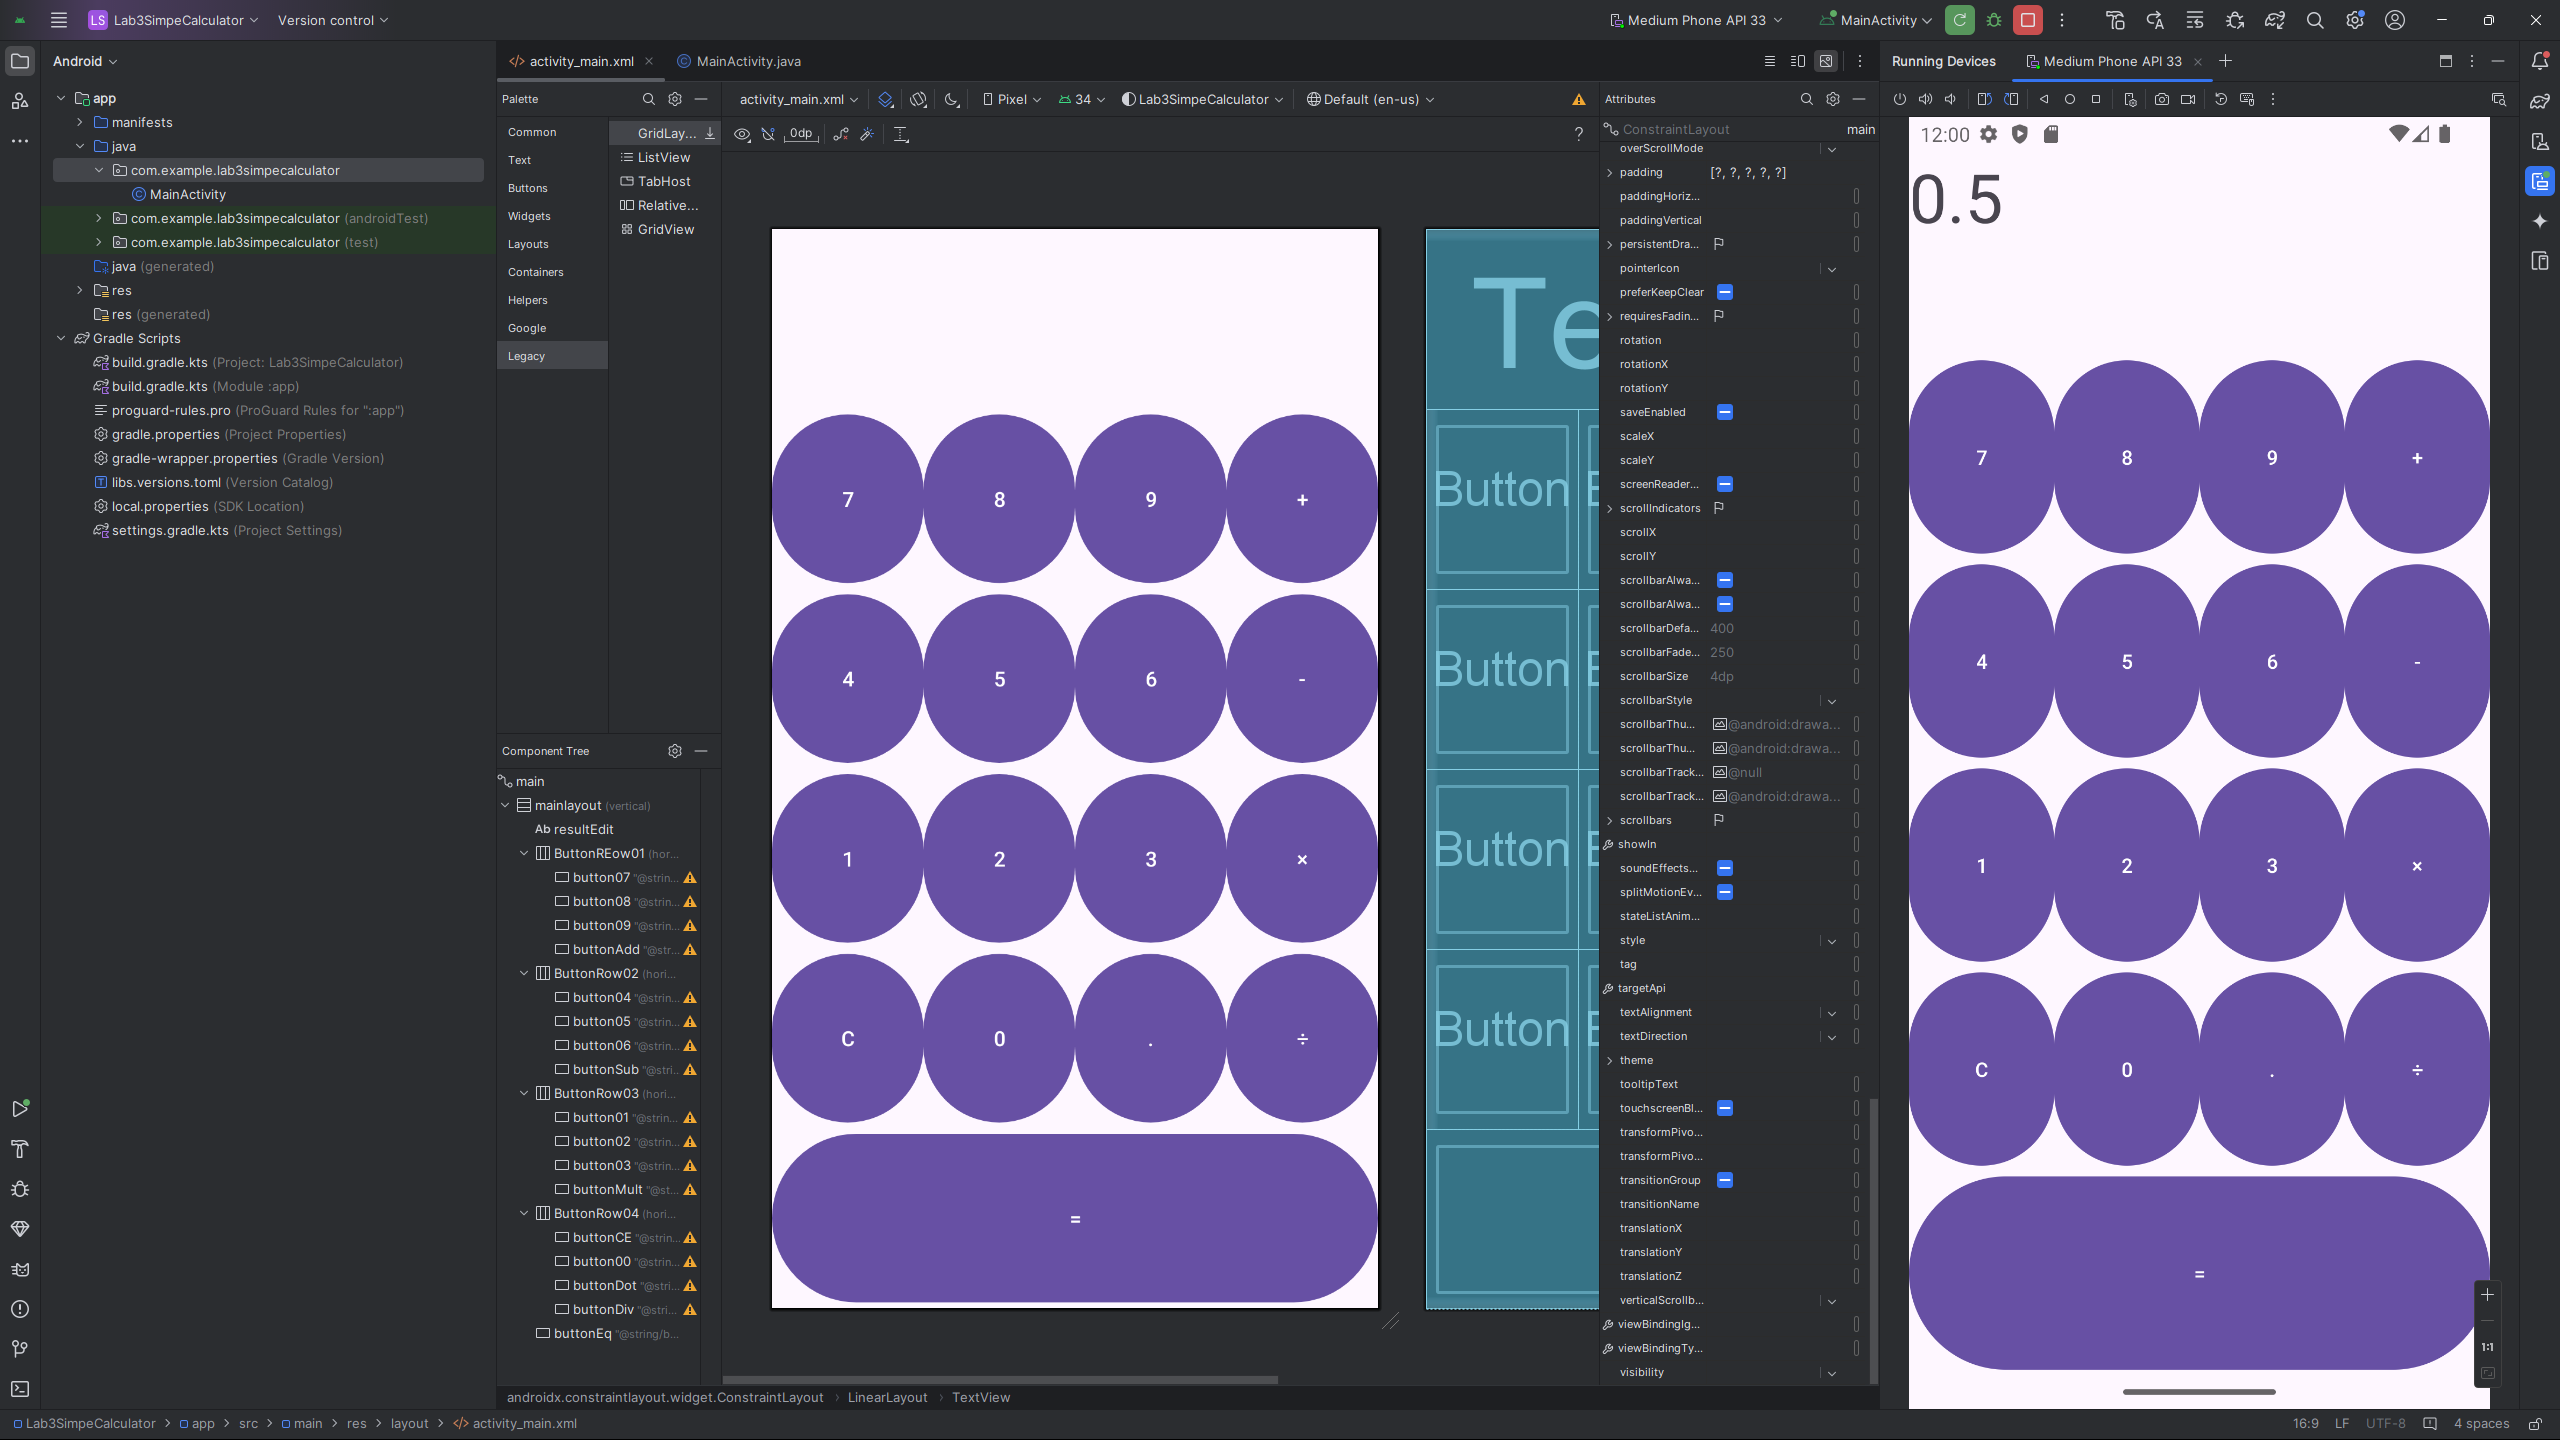 LS Lab3SimpeCalculator Version control Medium Phone API 33 MainActivity
Android
app
manifests
java
com.example.lab3simpecalculator
MainActivity
com.example.lab3simpecalculator (androidTest)
com.example.lab3simpecalculator (test)
java (generated)
res
res (generated)
Gradle Scripts
build.gradle.kts (Project: Lab3SimpeCalculator)
build.gradle.kts (Module :app)
proguard-rules.pro (ProGuard Rules for ":app")
gradle.properties (Project Properties)
gradle-wrapper.properties (Gradle Version)
libs.versions.toml (Version Catalog)
local.properties (SDK Location)
settings.gradle.kts (Project Settings)
activity_main.xml MainActivity.java
Palette
Common
Text
Buttons
Widgets
Layouts
Containers
Helpers
Google
Legacy
GridLay...
ListView
TabHost
Relative...
GridView
Component Tree
main
mainlayout (vertical)
Ab resultEdit
ButtonREow01 (hor...
button07 "@strin...
button08 "@strin...
button09 "@strin...
buttonAdd "@str...
ButtonRow02 (hori...
button04 "@strin...
button05 "@strin...
button06 "@strin...
buttonSub "@stri...
ButtonRow03 (hori...
button01 "@strin...
button02 "@strin...
button03 "@strin...
buttonMult "@st...
ButtonRow04 (hori...
buttonCE "@strin...
button00 "@strin...
buttonDot "@stri...
buttonDiv "@stri...
buttonEq "@string/b...
activity_main.xml Pixel 34 Lab3SimpeCalculator Default (en-us)
0dp ?
7 8 9 +
4 5 6 -
1 2 3 ×
C 0 . ÷
=
Te
Button
Button
Button
Button
androidx.constraintlayout.widget.ConstraintLayout LinearLayout TextView
Attributes
ConstraintLayout main
overScrollMode
padding [?, ?, ?, ?, ?]
paddingHoriz...
paddingVertical
persistentDra...
pointerIcon
preferKeepClear
requiresFadin...
rotation
rotationX
rotationY
saveEnabled
scaleX
scaleY
screenReader...
scrollIndicators
scrollX
scrollY
scrollbarAlwa...
scrollbarAlwa...
scrollbarDefa... 400
scrollbarFade... 250
scrollbarSize 4dp
scrollbarStyle
scrollbarThu... @android:drawa...
scrollbarThu... @android:drawa...
scrollbarTrack... @null
scrollbarTrack... @android:drawa...
scrollbars
showIn
soundEffects...
splitMotionEv...
stateListAnim...
style
tag
targetApi
textAlignment
textDirection
theme
tooltipText
touchscreenBl...
transformPivo...
transformPivo...
transitionGroup
transitionName
translationX
translationY
translationZ
verticalScrollb...
viewBindingIg...
viewBindingTy...
visibility
Running Devices Medium Phone API 33
12:00
0.5
7 8 9 +
4 5 6 -
1 2 3 ×
C 0 . ÷
=
1:1
Lab3SimpeCalculator app src main res layout activity_main.xml 16:9 LF UTF-8 4 spaces